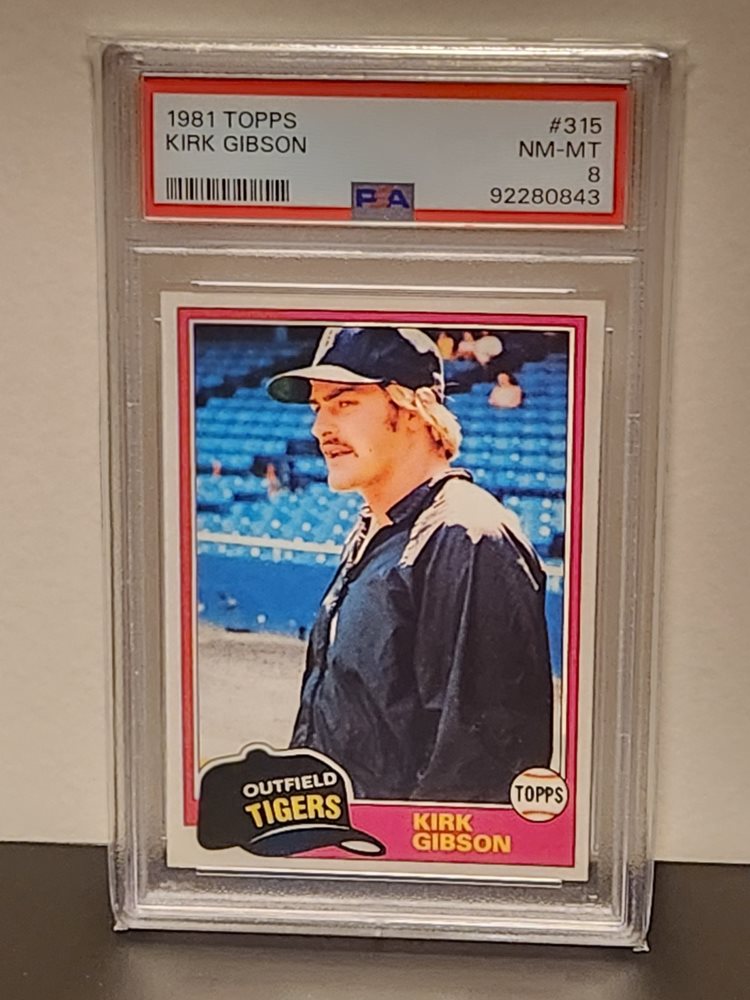 1981 TOPPS #315
KIRK GIBSON NM-MT
8
PSA 92280843
OUTFIELD
TIGERS
TOPPS
KIRK
GIBSON